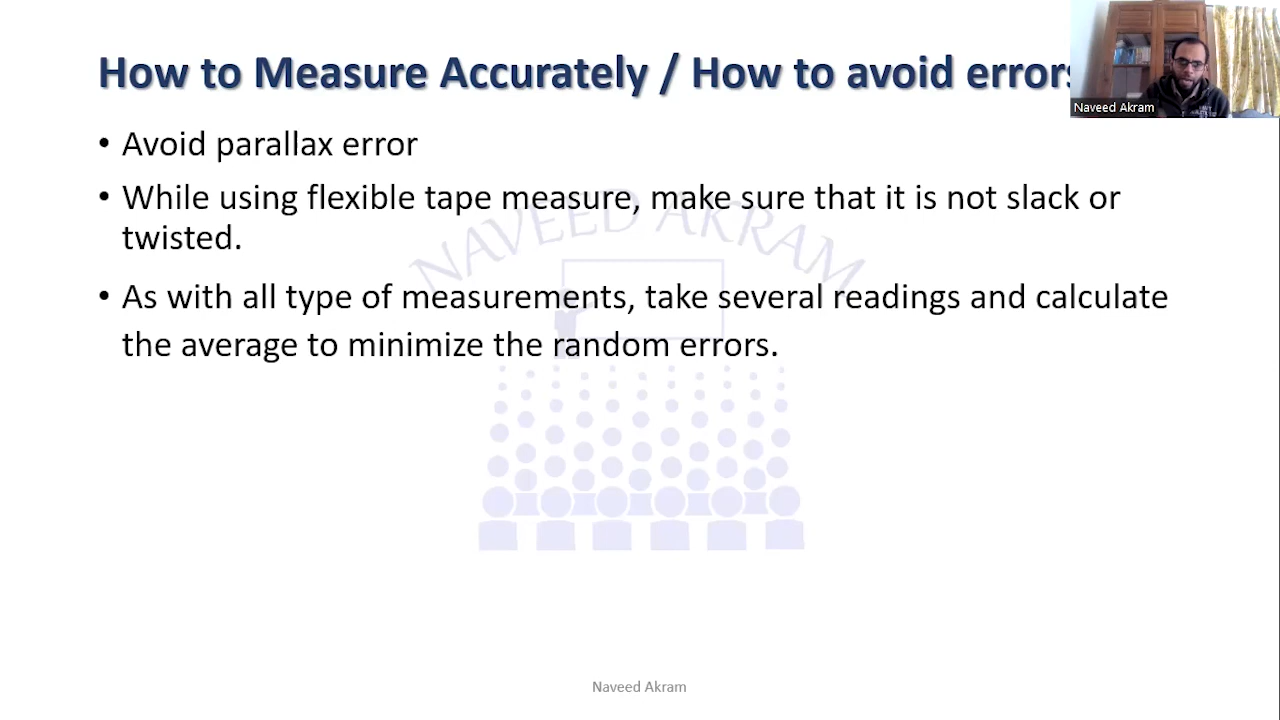 How to Measure Accurately / How to avoid errors
Naveed Akram
• Avoid parallax error
• While using flexible tape measure, make sure that it is not slack or
twisted.
NAVEED AKRAM
• As with all type of measurements, take several readings and calculate
the average to minimize the random errors.
Naveed Akram